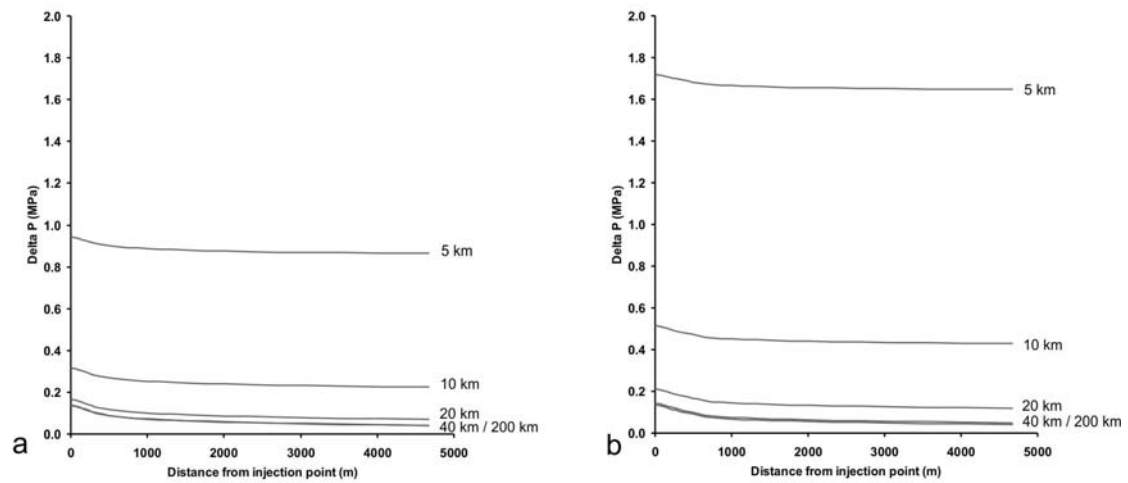 2.0
1.8
1.6
1.4
1.2
1.0
0.8
0.6
0.4
0.2
0.0
Delta P (MPa)
5 km
10 km
20 km
40 km / 200 km
0 1000 2000 3000 4000 5000
Distance from injection point (m)
a
2.0
1.8
1.6
1.4
1.2
1.0
0.8
0.6
0.4
0.2
0.0
Delta P (MPa)
5 km
10 km
20 km
40 km / 200 km
0 1000 2000 3000 4000 5000
Distance from injection point (m)
b